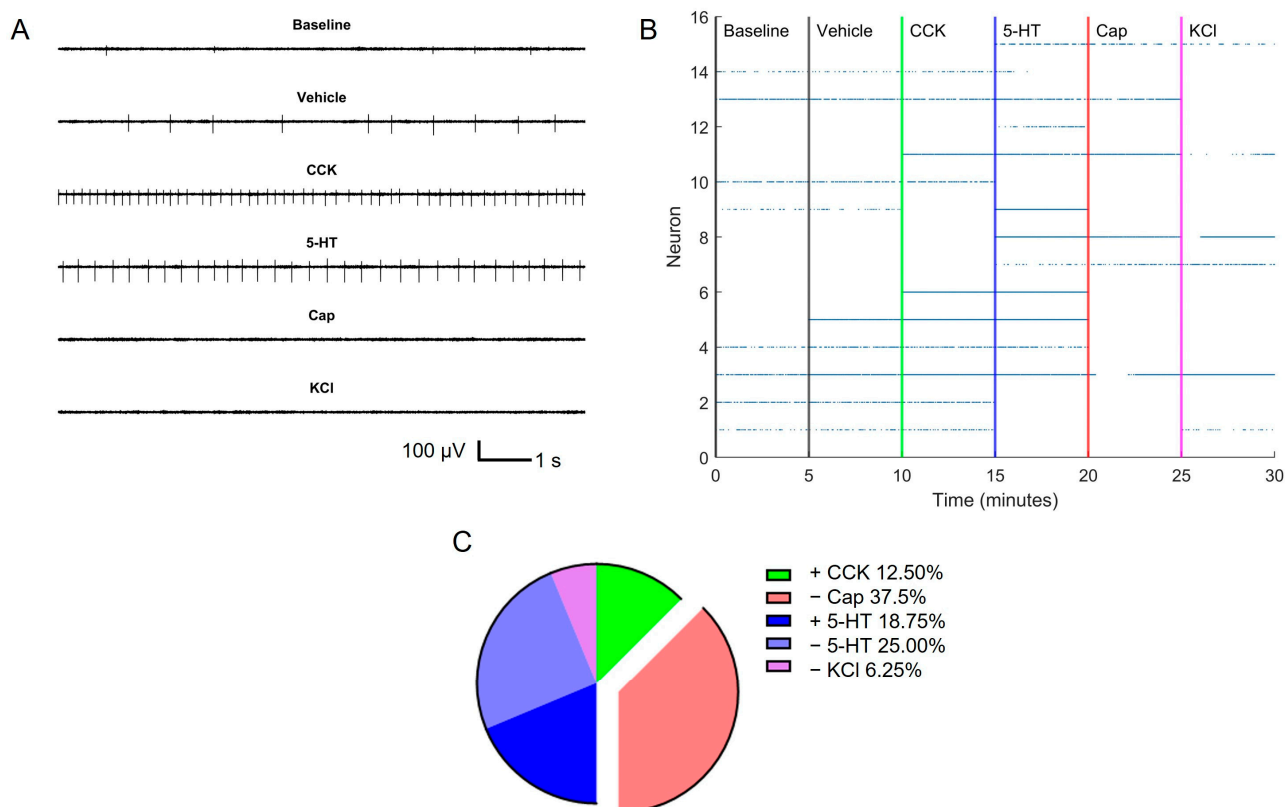 A
Baseline
Vehicle
CCK
5-HT
Cap
KCl
100 µV
1 s
B
Baseline Vehicle CCK 5-HT Cap KCl
16
14
12
10
8
6
4
2
0
Neuron
0 5 10 15 20 25 30
Time (minutes)
C
+ CCK 12.50%
− Cap 37.5%
+ 5-HT 18.75%
− 5-HT 25.00%
− KCl 6.25%